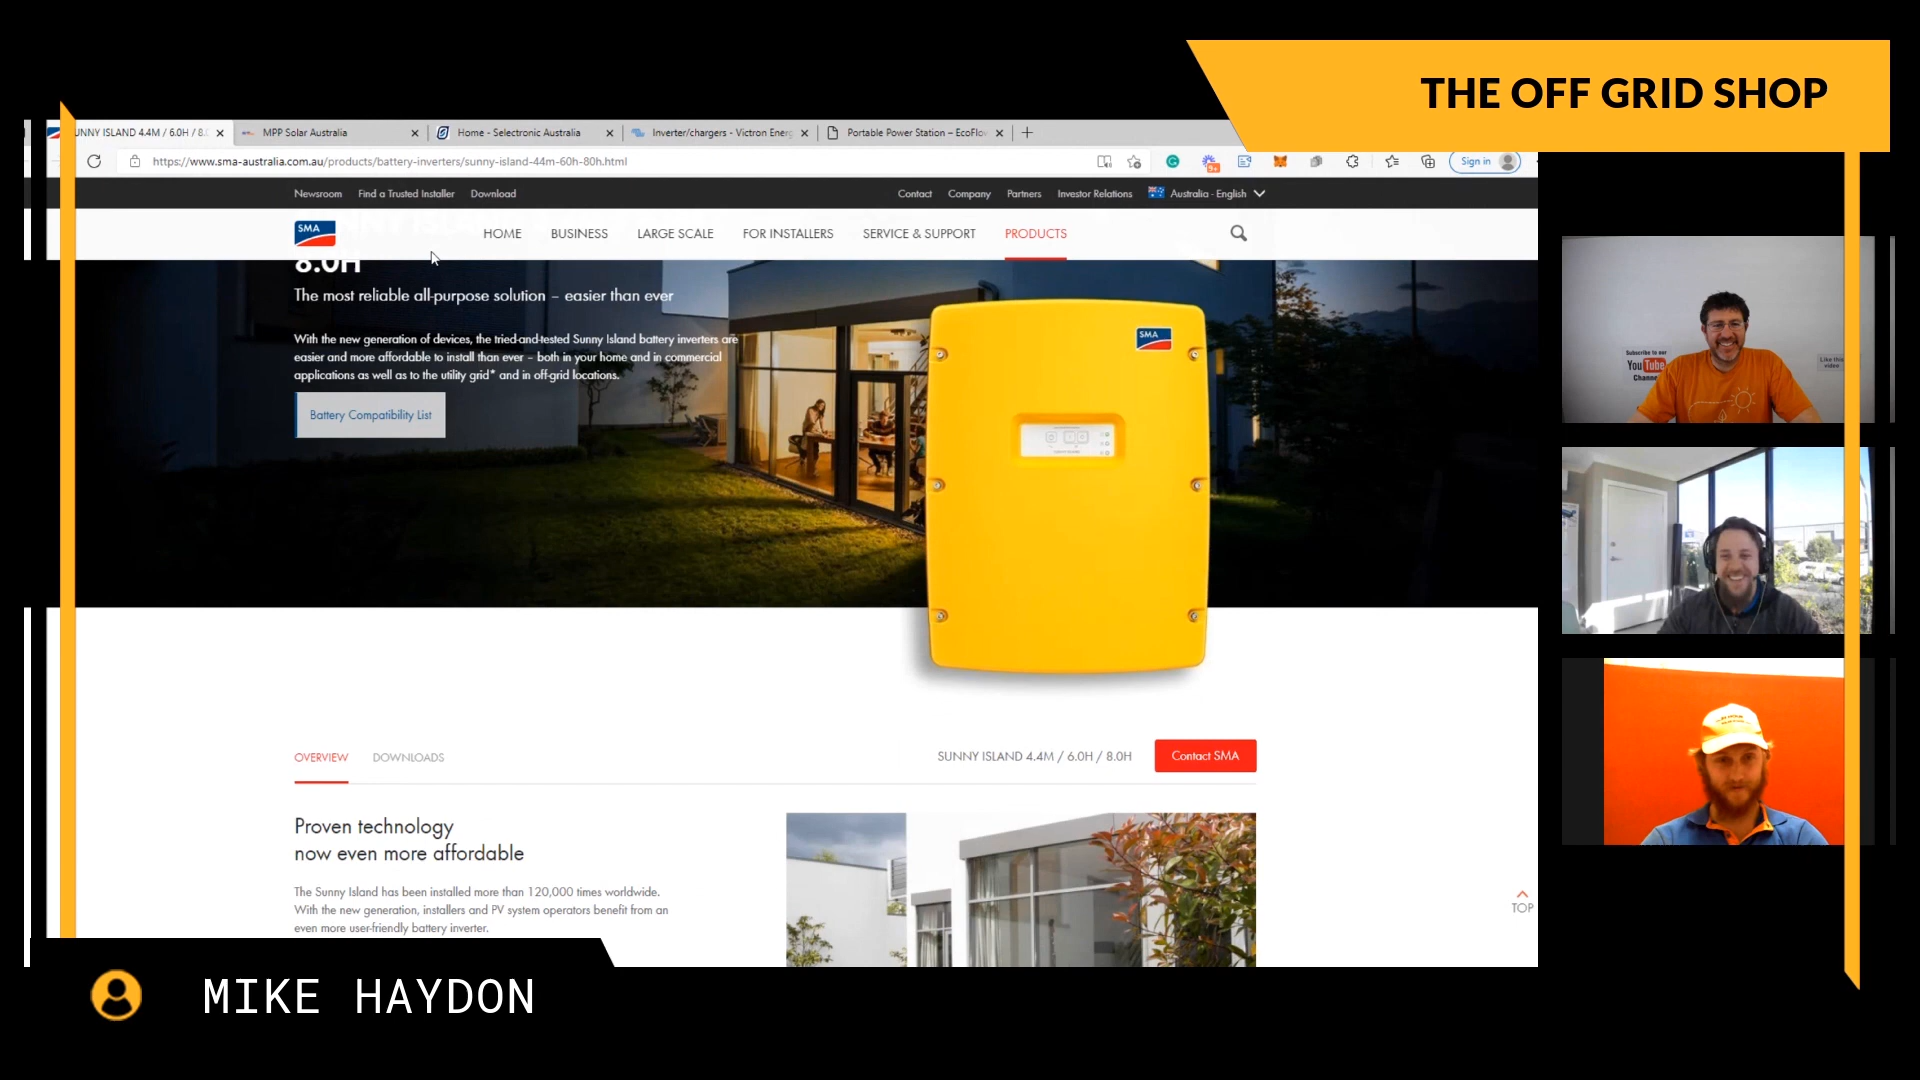 THE OFF GRID SHOP
UNNY ISLAND 4.4M / 6.0H / 8.
MPP Solar Australia
Home - Selectronic Australia
Inverter/chargers - Victron Energ
Portable Power Station – EcoFlo
https://www.sma-australia.com.au/products/battery-inverters/sunny-island-44m-60h-80h.html
Sign in
Newsroom Find a Trusted Installer Download
Contact Company Partners Investor Relations Australia - English
SMA
HOME BUSINESS LARGE SCALE FOR INSTALLERS SERVICE & SUPPORT PRODUCTS
8.0H
The most reliable all-purpose solution – easier than ever
With the new generation of devices, the tried-and-tested Sunny Island battery inverters are
easier and more affordable to install than ever – both in your home and in commercial
applications as well as to the utility grid* and in off-grid locations.
Battery Compatibility List
SMA
Subscribe to our
YouTube
Channel
Like this
video
OVERVIEW DOWNLOADS
SUNNY ISLAND 4.4M / 6.0H / 8.0H
Contact SMA
Proven technology
now even more affordable
The Sunny Island has been installed more than 120,000 times worldwide.
With the new generation, installers and PV system operators benefit from an
even more user-friendly battery inverter.
TOP
MIKE HAYDON